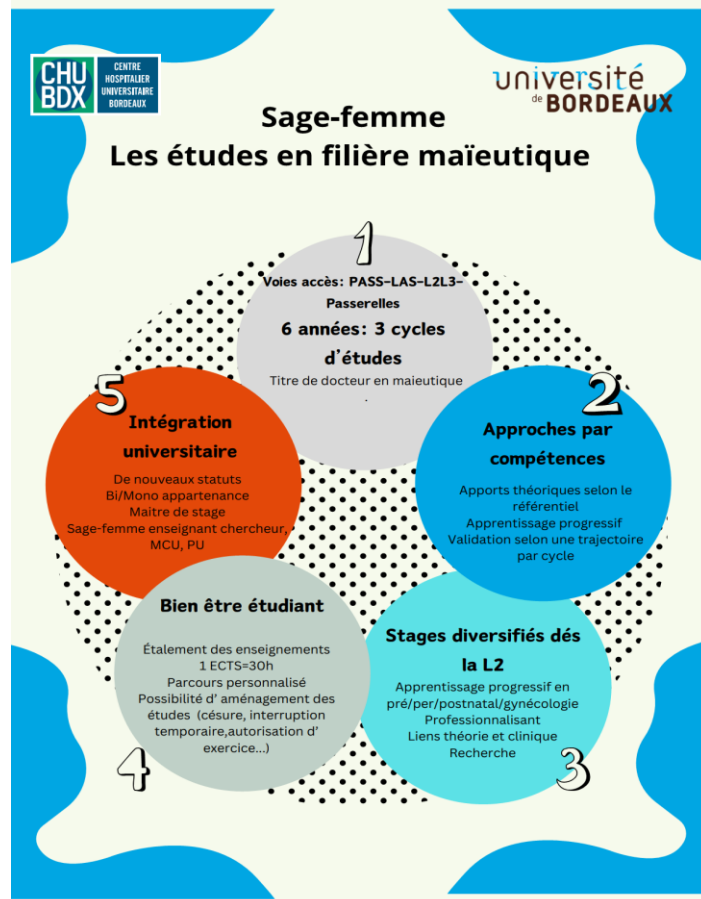 CHU
BDX
CENTRE
HOSPITALIER
UNIVERSITAIRE
BORDEAUX
université
de BORDEAUX
Sage-femme
Les études en filière maïeutique
1
Voies accès: PASS-LAS-L2L3-
Passerelles
6 années: 3 cycles
d'études
Titre de docteur en maieutique
.
2
Approches par
compétences
Apports théoriques selon le
référentiel
Apprentissage progressif
Validation selon une trajectoire
par cycle
Stages diversifiés dés
la L2
Apprentissage progressif en
pré/per/postnatal/gynécologie
Professionnalisant
Liens théorie et clinique
Recherche
3
Bien être étudiant
Étalement des enseignements
1 ECTS=30h
Parcours personnalisé
Possibilité d' aménagement des
études (césure, interruption
temporaire,autorisation d'
exercice...)
4
5
Intégration
universitaire
De nouveaux statuts
Bi/Mono appartenance
Maitre de stage
Sage-femme enseignant chercheur,
MCU, PU